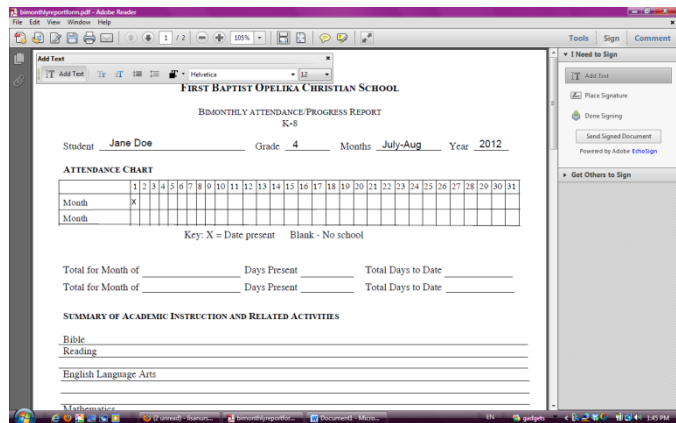 bimonthlyreportform.pdf - Adobe Reader
File Edit View Window Help
1 / 2 105%
Tools Sign Comment
Add Text x
Add Text Helvetica 12
I Need to Sign
Add Text
Place Signature
Done Signing
Send Signed Document
Powered by Adobe EchoSign
Get Others to Sign
FIRST BAPTIST OPELIKA CHRISTIAN SCHOOL
BIMONTHLY ATTENDANCE/PROGRESS REPORT
K-8
Student Jane Doe Grade 4 Months July-Aug Year 2012
ATTENDANCE CHART
1 2 3 4 5 6 7 8 9 10 11 12 13 14 15 16 17 18 19 20 21 22 23 24 25 26 27 28 29 30 31
Month X
Month
Key: X = Date present Blank - No school
Total for Month of Days Present Total Days to Date
Total for Month of Days Present Total Days to Date
SUMMARY OF ACADEMIC INSTRUCTION AND RELATED ACTIVITIES
Bible
Reading
English Language Arts
Mathematics
(2 unread) - lisanurs... bimonthlyreportfor... Document1 - Micro... EN gadgets 1:45 PM